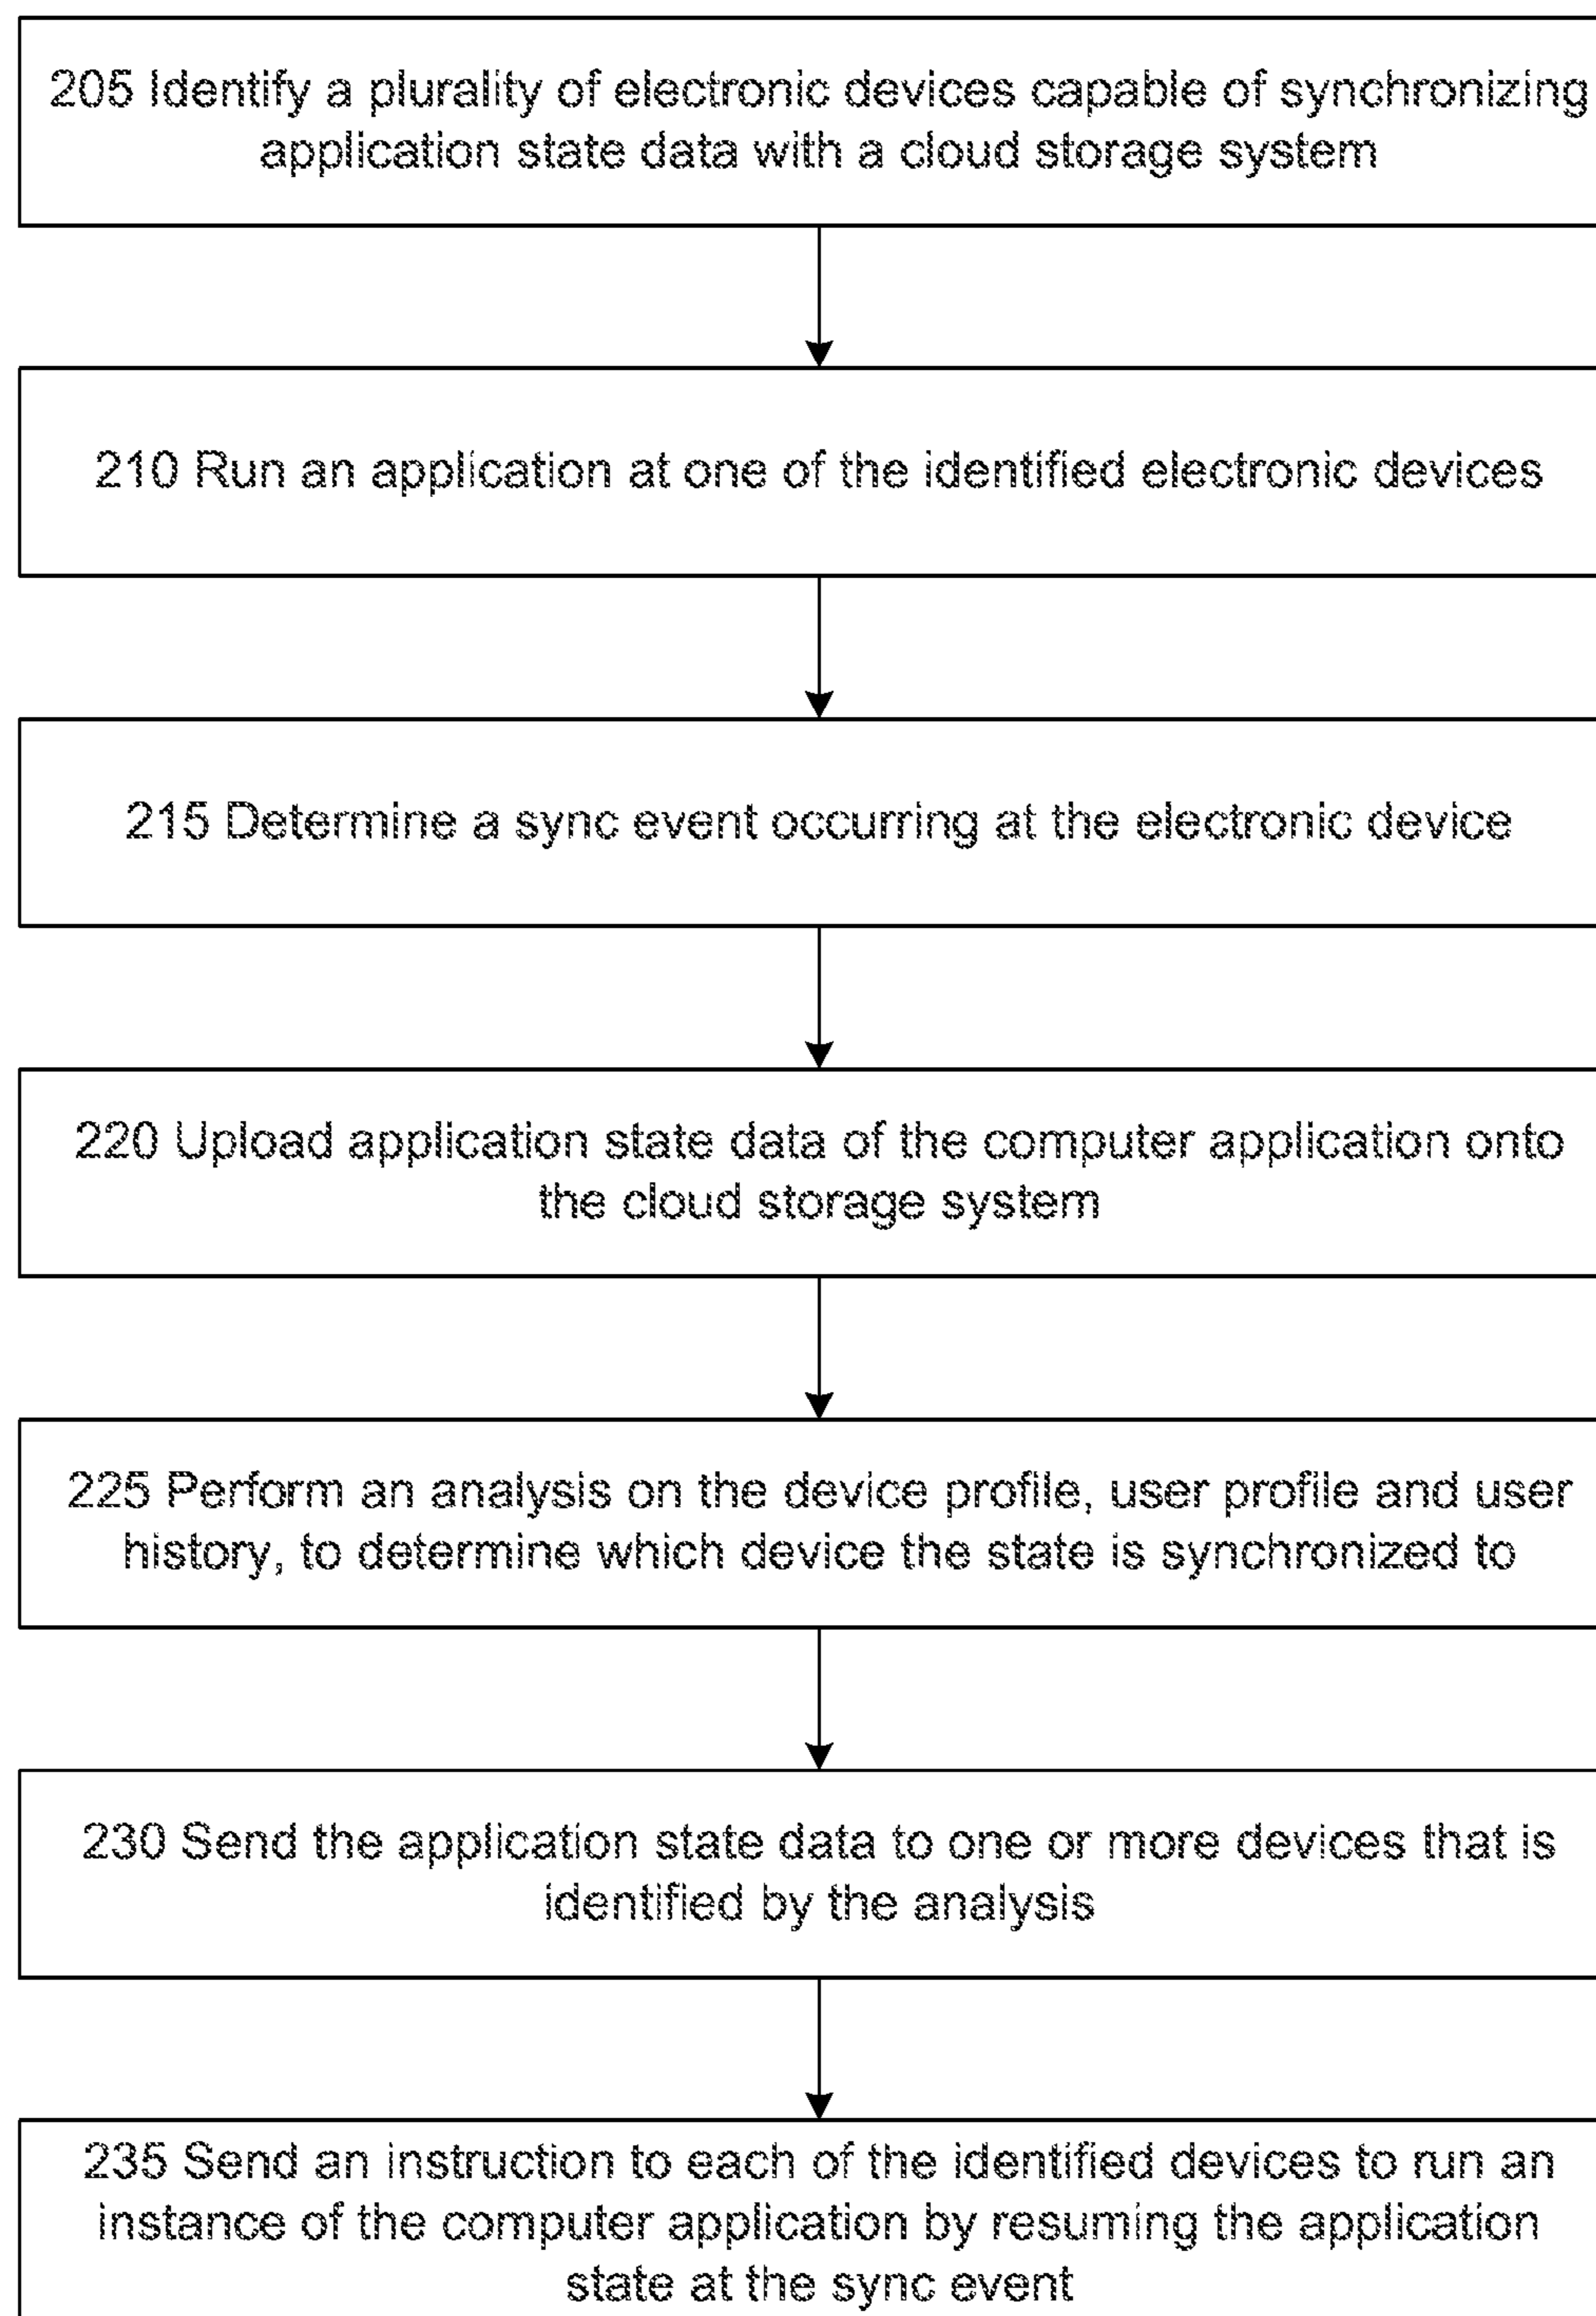 205 Identify a plurality of electronic devices capable of synchronizing
application state data with a cloud storage system
210 Run an application at one of the identified electronic devices
215 Determine a sync event occurring at the electronic device
220 Upload application state data of the computer application onto
the cloud storage system
225 Perform an analysis on the device profile, user profile and user
history, to determine which device the state is synchronized to
230 Send the application state data to one or more devices that is
identified by the analysis
235 Send an instruction to each of the identified devices to run an
instance of the computer application by resuming the application
state at the sync event